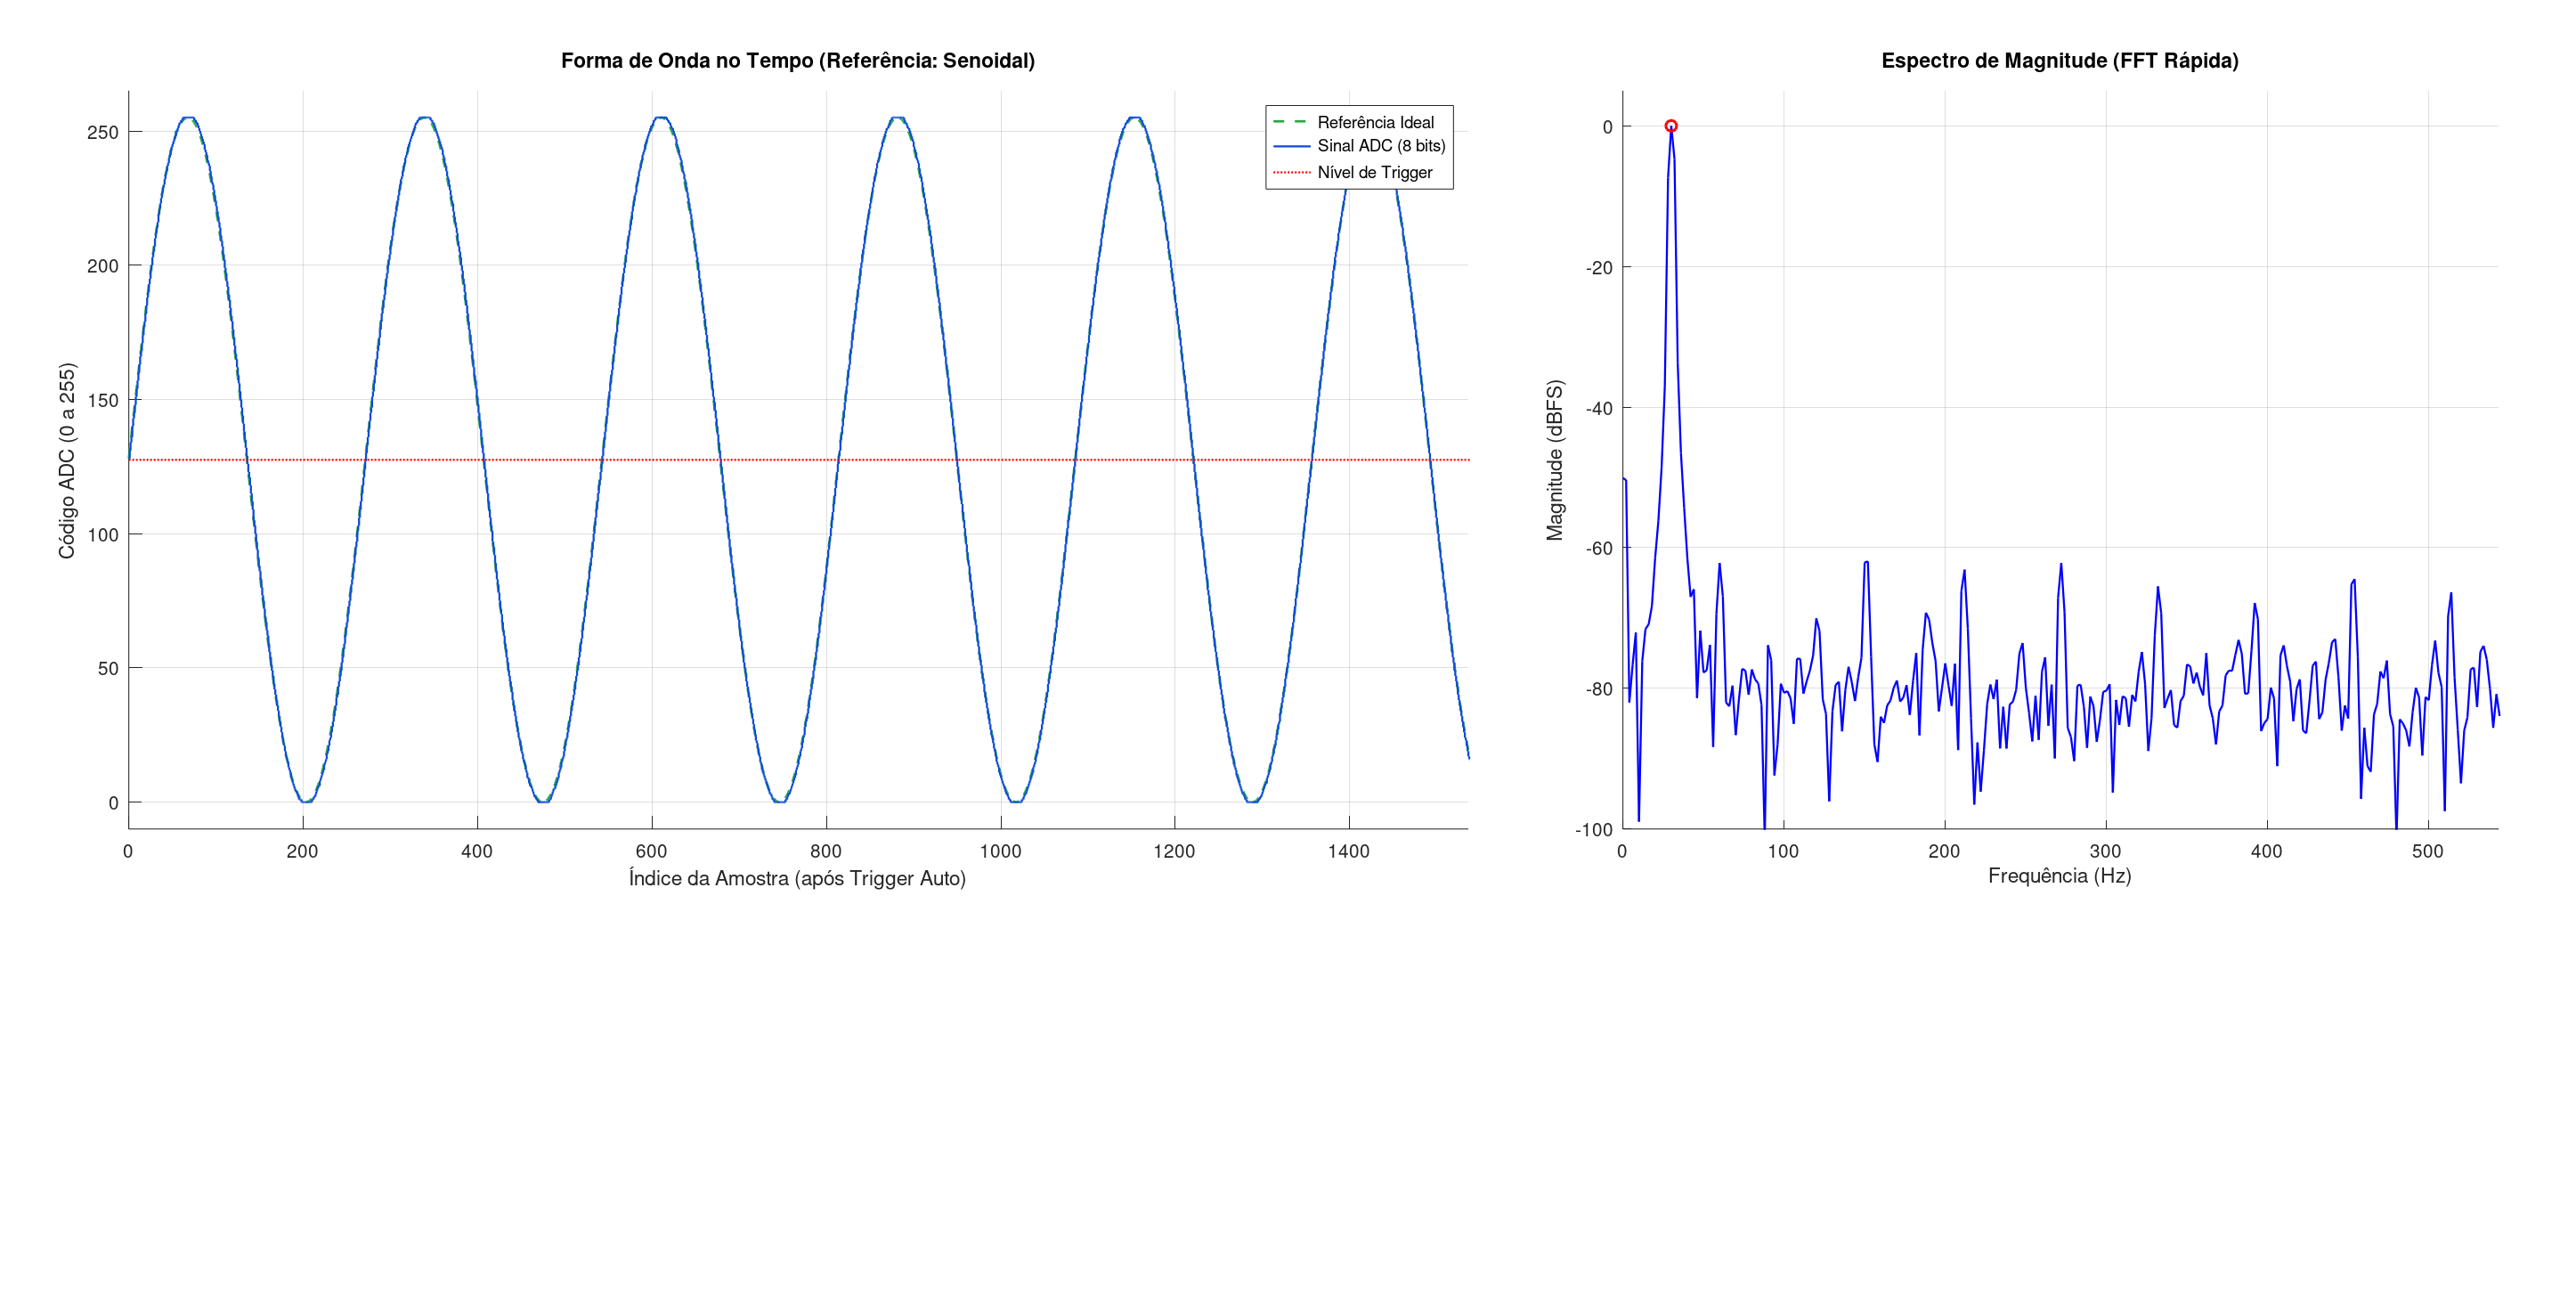 Forma de Onda no Tempo (Referência: Senoidal)
Código ADC (0 a 255)
250
200
150
100
50
0
0 200 400 600 800 1000 1200 1400
Índice da Amostra (após Trigger Auto)
Referência Ideal
Sinal ADC (8 bits)
Nível de Trigger
Espectro de Magnitude (FFT Rápida)
Magnitude (dBFS)
0
-20
-40
-60
-80
-100
0 100 200 300 400 500
Frequência (Hz)